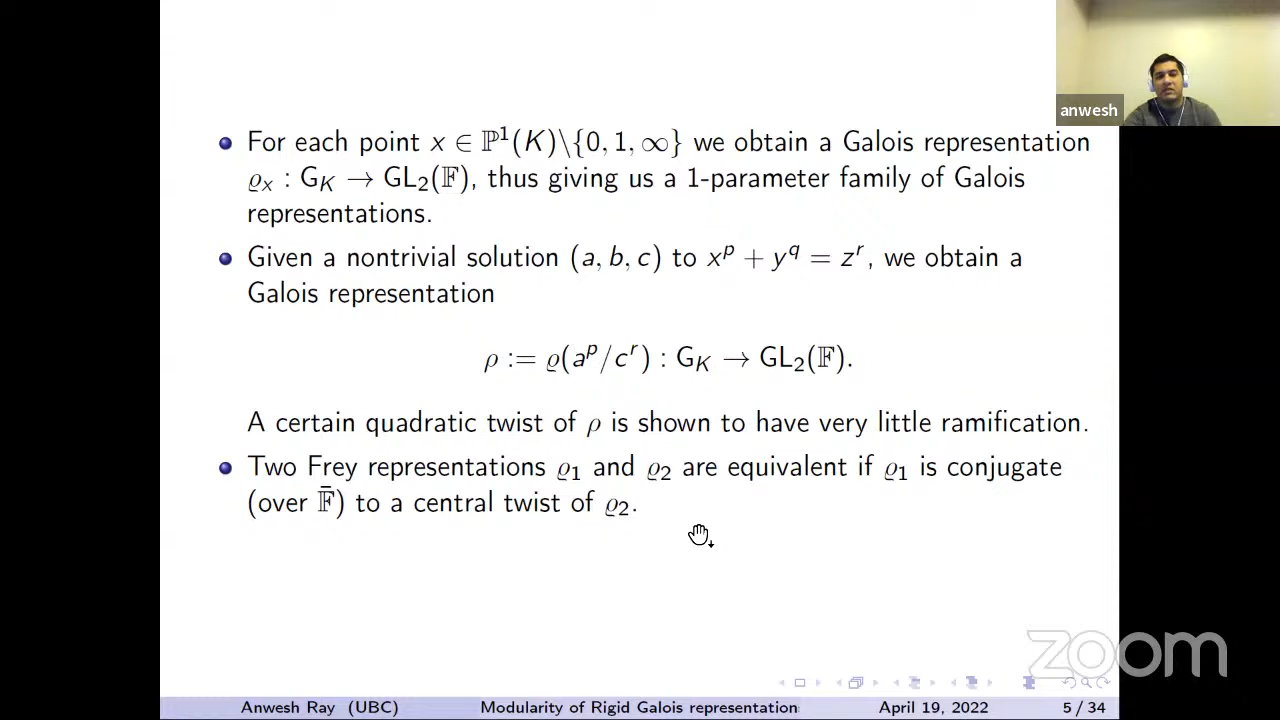 anwesh
For each point x ∈ ℙ¹(K)\{0, 1, ∞} we obtain a Galois representation
ϱₓ : G_K → GL₂(𝔽), thus giving us a 1-parameter family of Galois
representations.
Given a nontrivial solution (a, b, c) to xᵖ + y^q = zʳ, we obtain a
Galois representation
ρ := ϱ(aᵖ/cʳ) : G_K → GL₂(𝔽).
A certain quadratic twist of ρ is shown to have very little ramification.
Two Frey representations ϱ₁ and ϱ₂ are equivalent if ϱ₁ is conjugate
(over 𝔽̄) to a central twist of ϱ₂.
zoom
Anwesh Ray (UBC) Modularity of Rigid Galois representation April 19, 2022 5 / 34